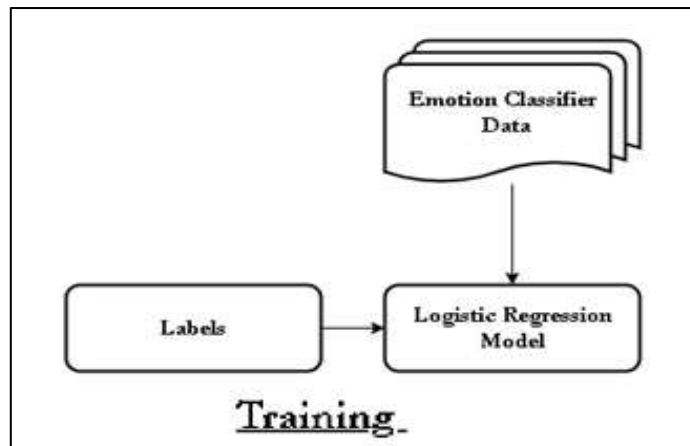 Emotion Classifier
Data
Labels
Logistic Regression
Model
Training